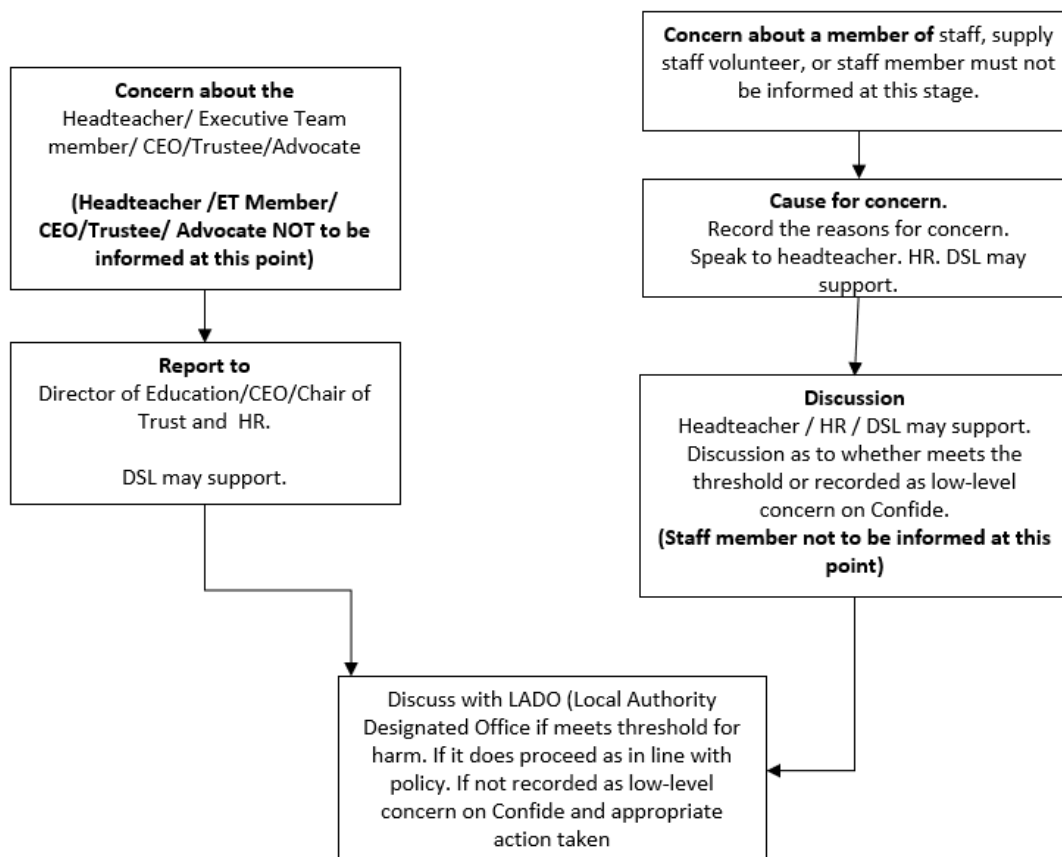 Concern about the
Headteacher/ Executive Team
member/ CEO/Trustee/Advocate
(Headteacher /ET Member/
CEO/Trustee/ Advocate NOT to be
informed at this point)
Report to
Director of Education/CEO/Chair of
Trust and  HR.
DSL may support.
Concern about a member of staff, supply
staff volunteer, or staff member must not
be informed at this stage.
Cause for concern.
Record the reasons for concern.
Speak to headteacher. HR. DSL may
support.
Discussion
Headteacher / HR / DSL may support.
Discussion as to whether meets the
threshold or recorded as low-level
concern on Confide.
(Staff member not to be informed at this
point)
Discuss with LADO (Local Authority
Designated Office if meets threshold for
harm. If it does proceed as in line with
policy. If not recorded as low-level
concern on Confide and appropriate
action taken